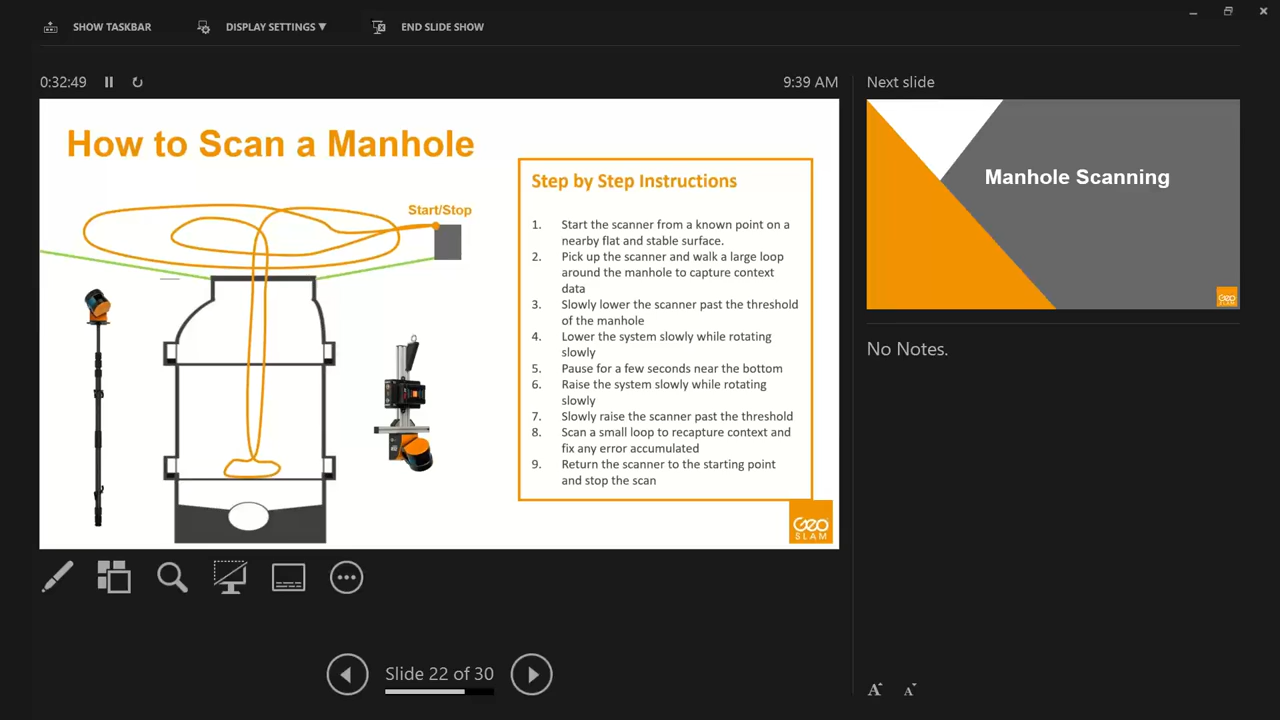 SHOW TASKBAR
DISPLAY SETTINGS ▼
END SLIDE SHOW
0:32:49
9:39 AM
How to Scan a Manhole
Start/Stop
Step by Step Instructions
1. Start the scanner from a known point on a
nearby flat and stable surface.
2. Pick up the scanner and walk a large loop
around the manhole to capture context
data
3. Slowly lower the scanner past the threshold
of the manhole
4. Lower the system slowly while rotating
slowly
5. Pause for a few seconds near the bottom
6. Raise the system slowly while rotating
slowly
7. Slowly raise the scanner past the threshold
8. Scan a small loop to recapture context and
fix any error accumulated
9. Return the scanner to the starting point
and stop the scan
Geo
SLAM
Slide 22 of 30
Next slide
Manhole Scanning
Geo
SLAM
No Notes.
A A